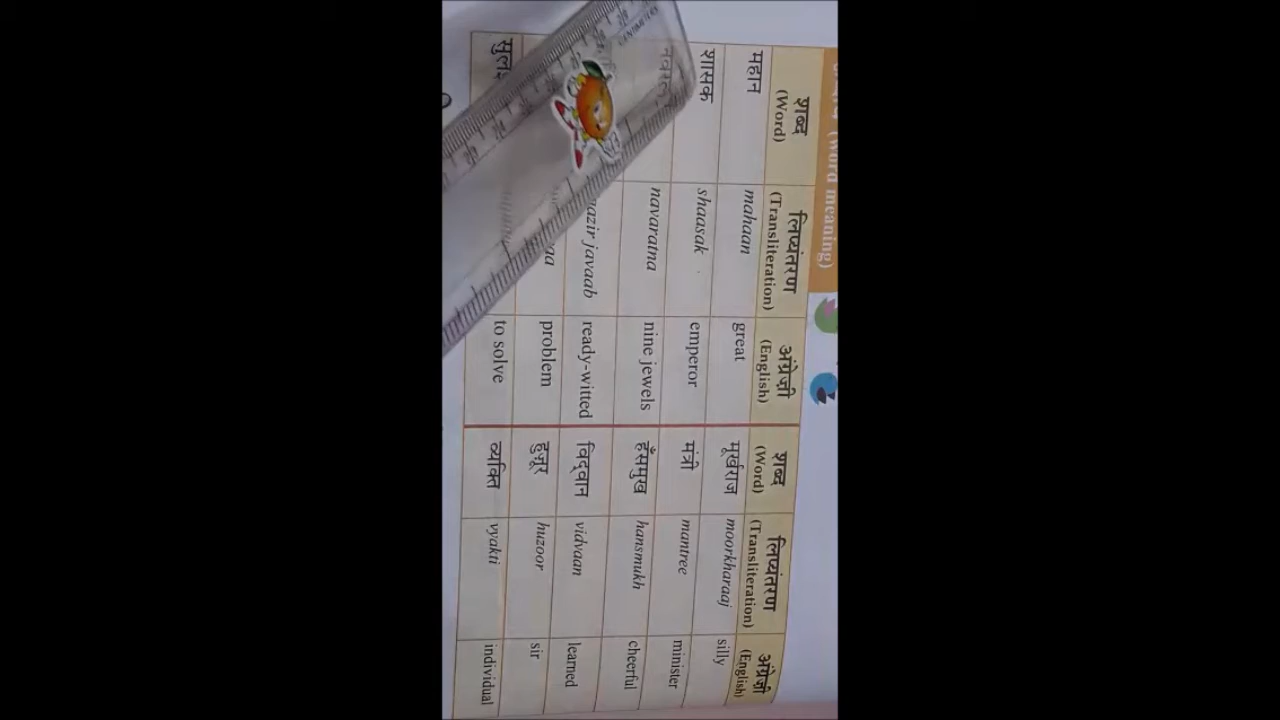 (Word meaning)
शब्द लिप्यंतरण अंग्रेज़ी शब्द लिप्यंतरण अंग्रेज़ी
(Word) (Transliteration) (English) (Word) (Transliteration) (English)
महान mahaan great मूर्खराज moorkharaaj silly
शासक shaasak emperor मंत्री mantree minister
navaratna nine jewels हँसमुख hansmukh cheerful
javaab ready-witted विद्वान vidvaan learned
problem हुज़ूर huzoor sir
to solve व्यक्ति vyakti individual
CENTIMETERS